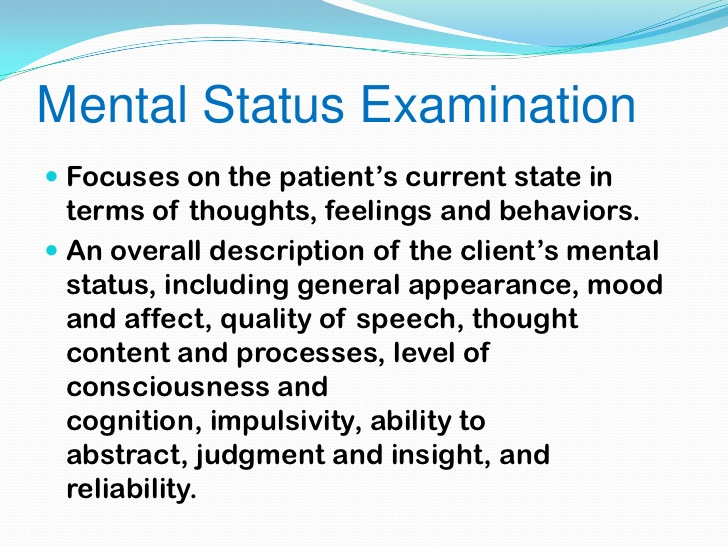 Mental Status Examination
• Focuses on the patient’s current state in
terms of thoughts, feelings and behaviors.
• An overall description of the client’s mental
status, including general appearance, mood
and affect, quality of speech, thought
content and processes, level of
consciousness and
cognition, impulsivity, ability to
abstract, judgment and insight, and
reliability.